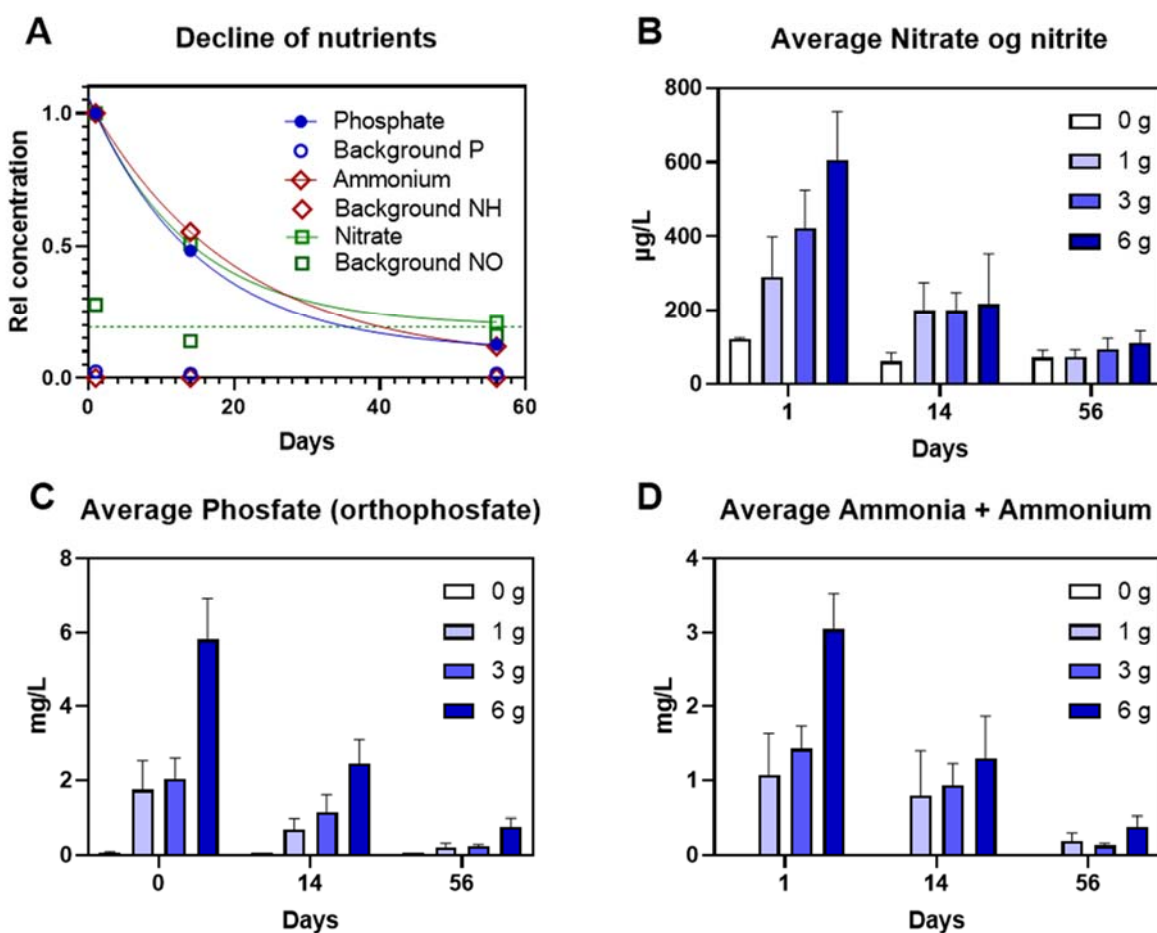 A
Decline of nutrients
Rel concentration
1.0
0.5
0.0
0
20
40
60
Days
Phosphate
Background P
Ammonium
Background NH
Nitrate
Background NO
B
Average Nitrate og nitrite
µg/L
800
600
400
200
0
1
14
56
Days
0 g
1 g
3 g
6 g
C
Average Phosfate (orthophosfate)
mg/L
8
6
4
2
0
0
14
56
Days
0 g
1 g
3 g
6 g
D
Average Ammonia + Ammonium
mg/L
4
3
2
1
0
1
14
56
Days
0 g
1 g
3 g
6 g